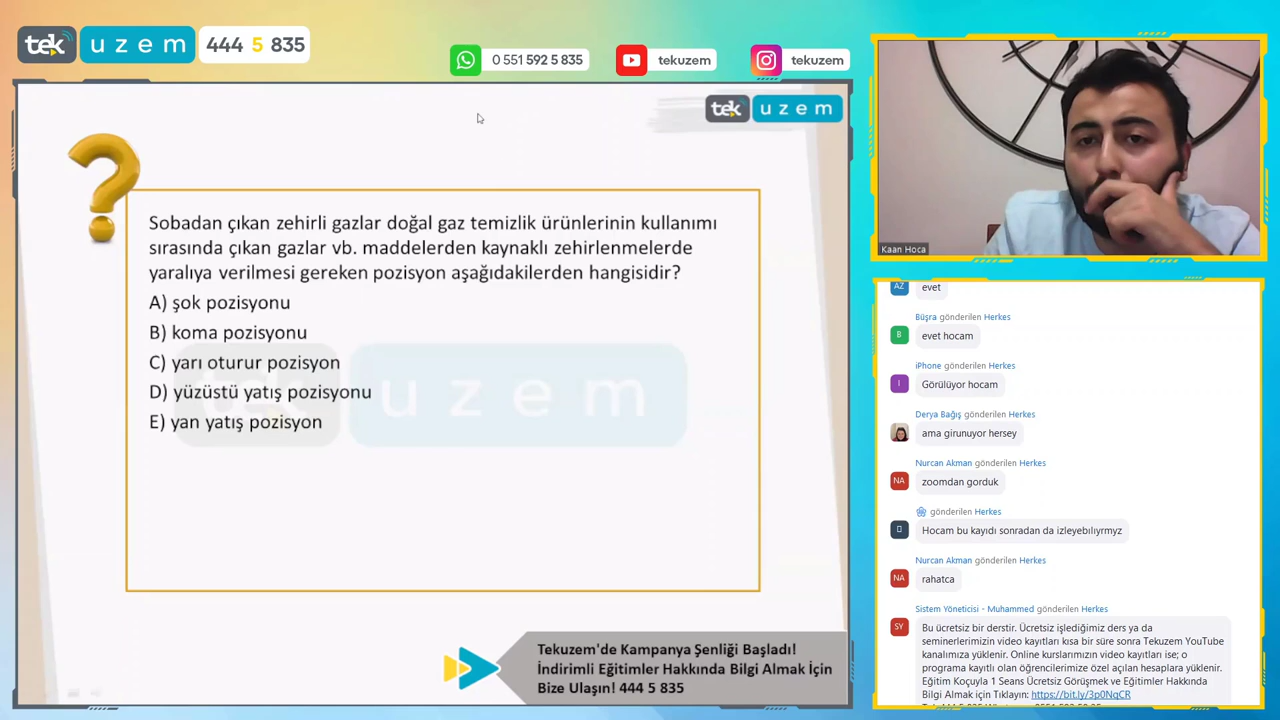 tek uzem 444 5 835
0 551 592 5 835
tekuzem
tekuzem
tek uzem
Sobadan çıkan zehirli gazlar doğal gaz temizlik ürünlerinin kullanımı
sırasında çıkan gazlar vb. maddelerden kaynaklı zehirlenmelerde
yaralıya verilmesi gereken pozisyon aşağıdakilerden hangisidir?
A) şok pozisyonu
B) koma pozisyonu
C) yarı oturur pozisyon
D) yüzüstü yatış pozisyonu
E) yan yatış pozisyon
tek uzem
Tekuzem'de Kampanya Şenliği Başladı!
İndirimli Eğitimler Hakkında Bilgi Almak İçin
Bize Ulaşın! 444 5 835
Kaan Hoca
AZ
evet
Büşra gönderilen Herkes
B
evet hocam
iPhone gönderilen Herkes
I
Görülüyor hocam
Derya Bağış gönderilen Herkes
ama girunuyor hersey
Nurcan Akman gönderilen Herkes
NA
zoomdan gorduk
gönderilen Herkes
Hocam bu kayıdı sonradan da izleyebılıyrmyz
Nurcan Akman gönderilen Herkes
NA
rahatca
Sistem Yöneticisi - Muhammed gönderilen Herkes
SY
Bu ücretsiz bir derstir. Ücretsiz işlediğimiz ders ya da
seminerlerimizin video kayıtları kısa bir süre sonra Tekuzem YouTube
kanalımıza yüklenir. Online kurslarımızın video kayıtları ise; o
programa kayıtlı olan öğrencilerimize özel açılan hesaplara yüklenir.
Eğitim Koçuyla 1 Seans Ücretsiz Görüşmek ve Eğitimler Hakkında
Bilgi Almak için Tıklayın: https://bit.ly/3p0NqCR